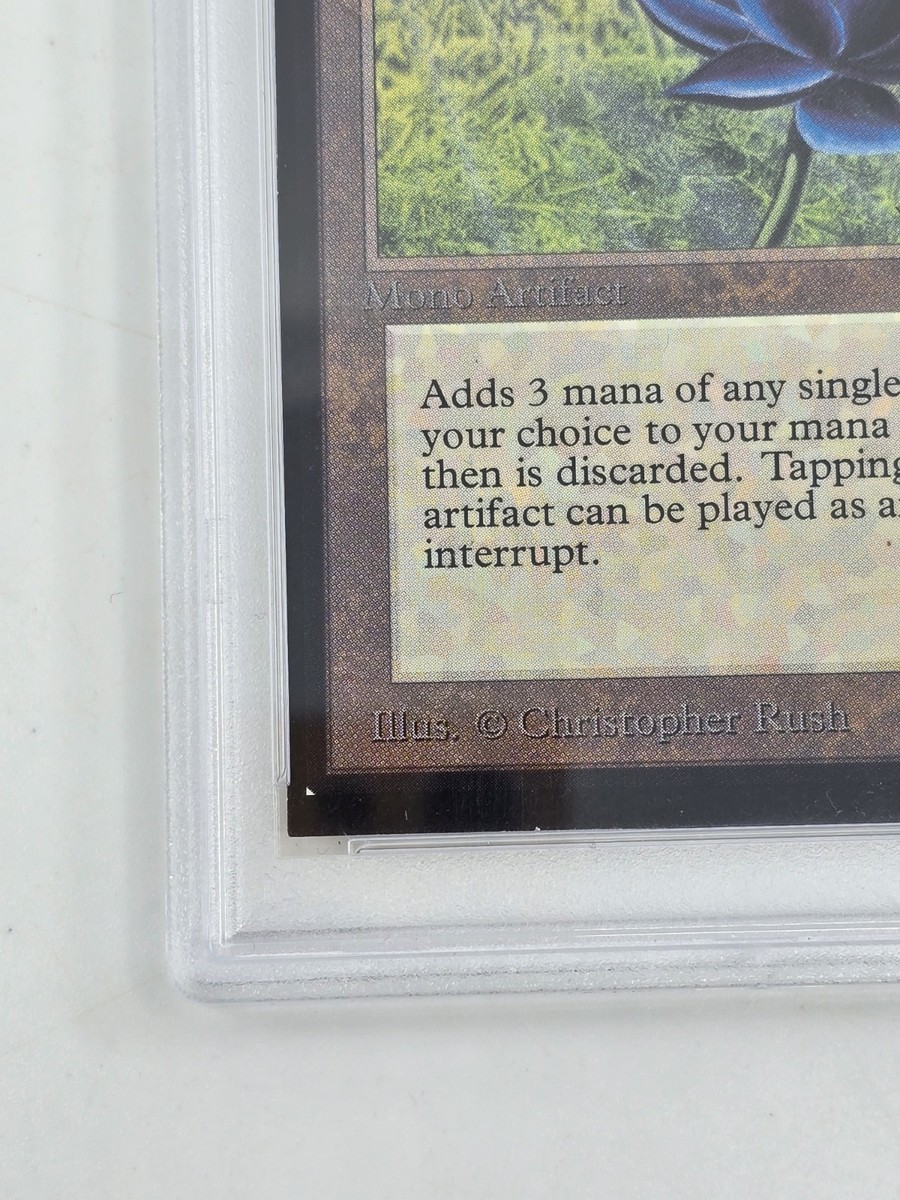 Mono Artifact
Adds 3 mana of any single
your choice to your mana
then is discarded. Tapping
artifact can be played as
interrupt.
Illus. © Christopher Rush